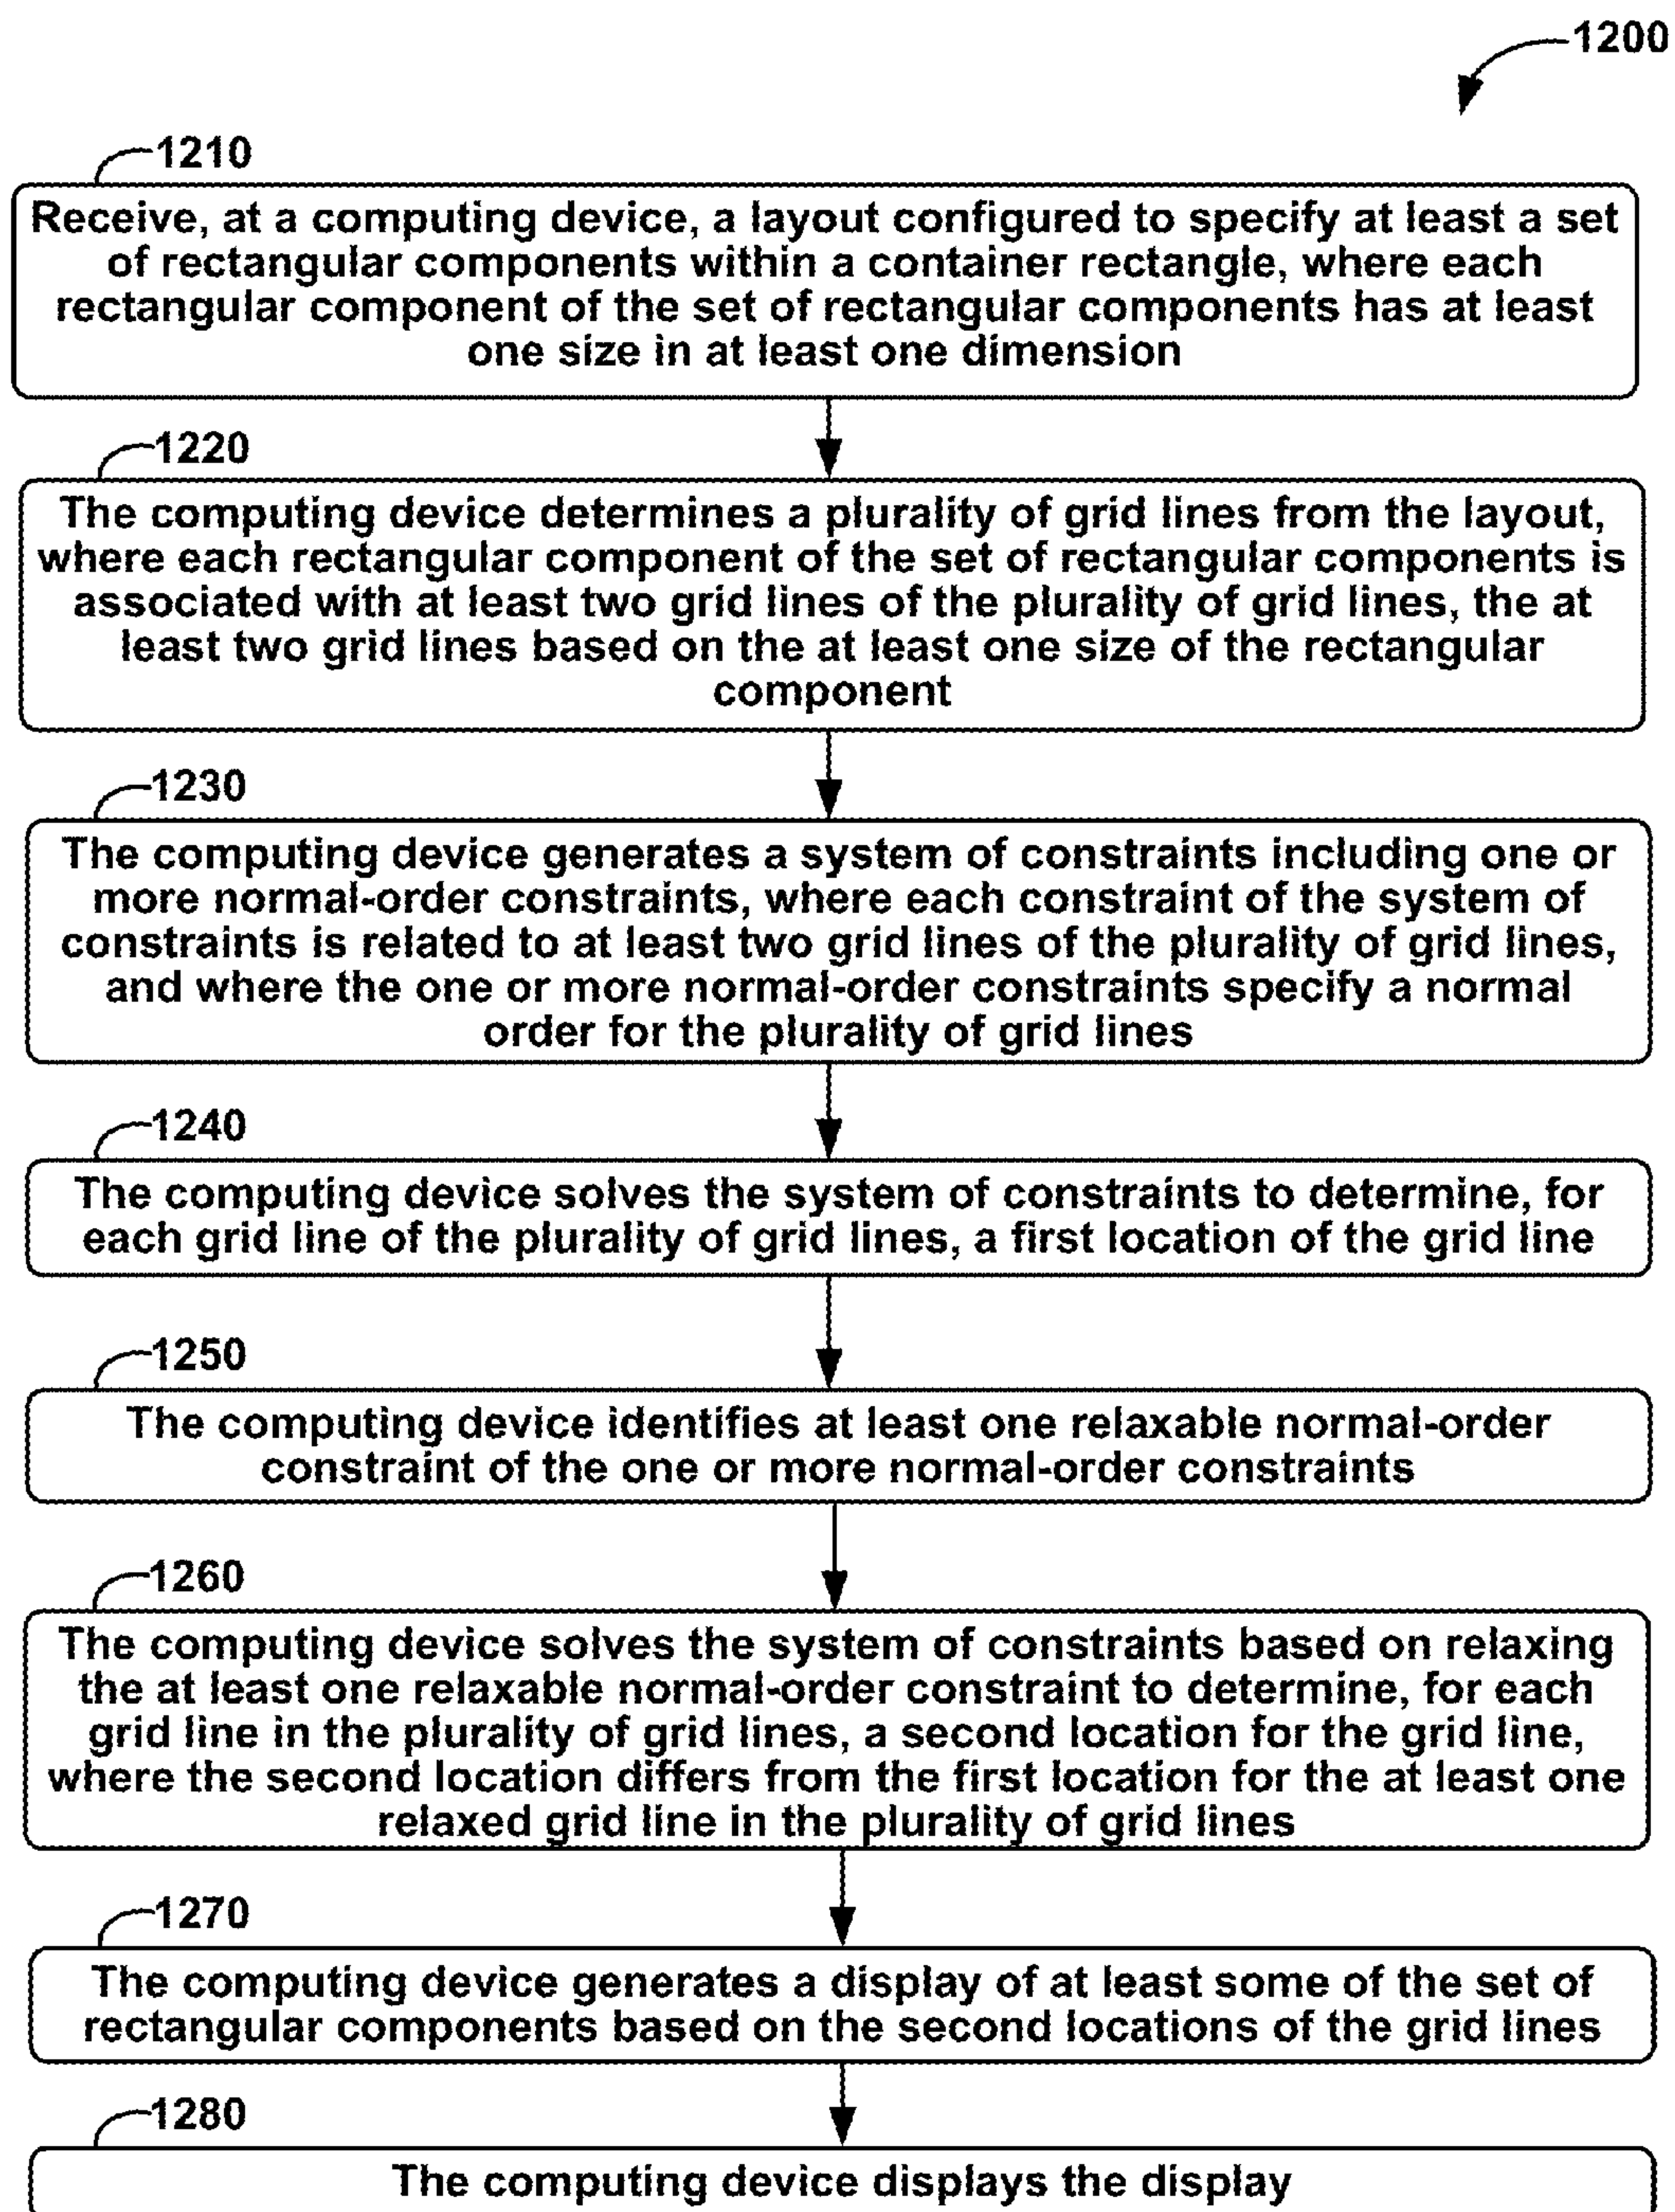 1200
1210
Receive, at a computing device, a layout configured to specify at least a set
of rectangular components within a container rectangle, where each
rectangular component of the set of rectangular components has at least
one size in at least one dimension
1220
The computing device determines a plurality of grid lines from the layout,
where each rectangular component of the set of rectangular components is
associated with at least two grid lines of the plurality of grid lines, the at
least two grid lines based on the at least one size of the rectangular
component
1230
The computing device generates a system of constraints including one or
more normal-order constraints, where each constraint of the system of
constraints is related to at least two grid lines of the plurality of grid lines,
and where the one or more normal-order constraints specify a normal
order for the plurality of grid lines
1240
The computing device solves the system of constraints to determine, for
each grid line of the plurality of grid lines, a first location of the grid line
1250
The computing device identifies at least one relaxable normal-order
constraint of the one or more normal-order constraints
1260
The computing device solves the system of constraints based on relaxing
the at least one relaxable normal-order constraint to determine, for each
grid line in the plurality of grid lines, a second location for the grid line,
where the second location differs from the first location for the at least one
relaxed grid line in the plurality of grid lines
1270
The computing device generates a display of at least some of the set of
rectangular components based on the second locations of the grid lines
1280
The computing device displays the display